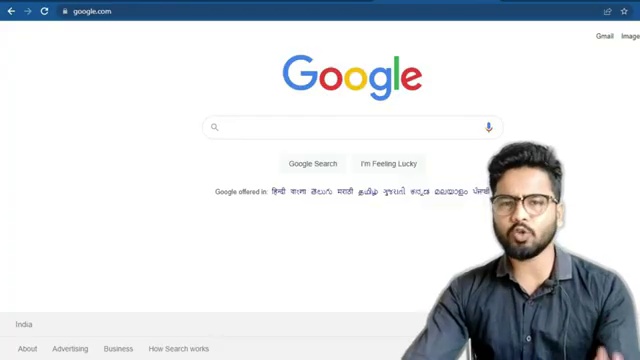 google.com
Gmail Image
Google
Google Search I'm Feeling Lucky
Google offered in: हिन्दी বাংলা తెలుగు मराठी தமிழ் ગુજરાતી ಕನ್ನಡ മലയാളം ਪੰਜਾਬੀ
India
About Advertising Business How Search works